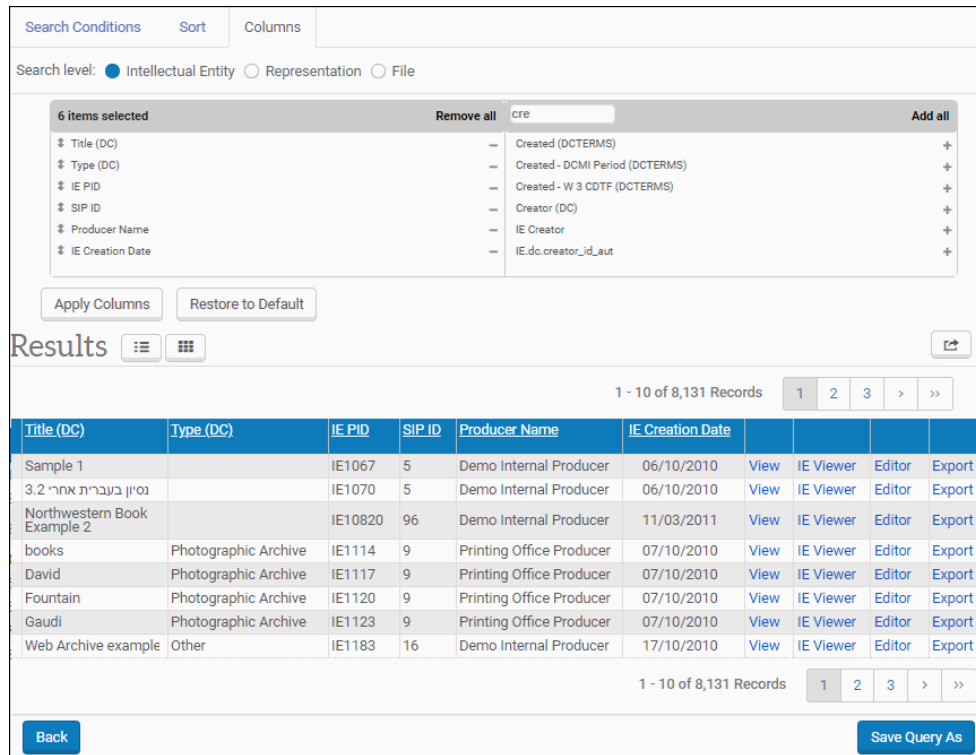 Search Conditions Sort Columns
Search level: Intellectual Entity Representation File
6 items selected Remove all cre Add all
Title (DC) Created (DCTERMS)
Type (DC) Created - DCMI Period (DCTERMS)
IE PID Created - W 3 CDTF (DCTERMS)
SIP ID Creator (DC)
Producer Name IE Creator
IE Creation Date IE.dc.creator_id_aut
Apply Columns Restore to Default
Results
1 - 10 of 8,131 Records 1 2 3 › ››
Title (DC) Type (DC) IE PID SIP ID Producer Name IE Creation Date
Sample 1 IE1067 5 Demo Internal Producer 06/10/2010 View IE Viewer Editor Export
נסיון בעברית אחרי 3.2 IE1070 5 Demo Internal Producer 06/10/2010 View IE Viewer Editor Export
Northwestern Book
Example 2 IE10820 96 Demo Internal Producer 11/03/2011 View IE Viewer Editor Export
books Photographic Archive IE1114 9 Printing Office Producer 07/10/2010 View IE Viewer Editor Export
David Photographic Archive IE1117 9 Printing Office Producer 07/10/2010 View IE Viewer Editor Export
Fountain Photographic Archive IE1120 9 Printing Office Producer 07/10/2010 View IE Viewer Editor Export
Gaudi Photographic Archive IE1123 9 Printing Office Producer 07/10/2010 View IE Viewer Editor Export
Web Archive example Other IE1183 16 Demo Internal Producer 17/10/2010 View IE Viewer Editor Export
1 - 10 of 8,131 Records 1 2 3 › ››
Back Save Query As